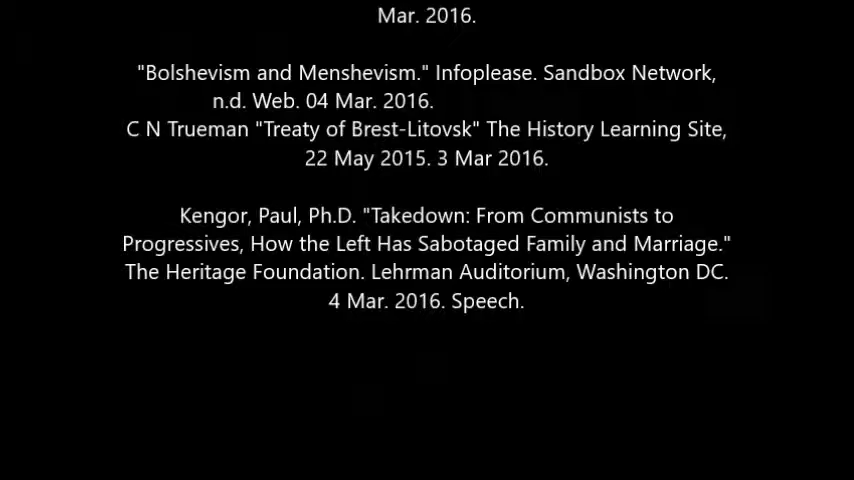 Mar. 2016.
"Bolshevism and Menshevism." Infoplease. Sandbox Network,
n.d. Web. 04 Mar. 2016.
C N Trueman "Treaty of Brest-Litovsk" The History Learning Site,
22 May 2015. 3 Mar 2016.
Kengor, Paul, Ph.D. "Takedown: From Communists to
Progressives, How the Left Has Sabotaged Family and Marriage."
The Heritage Foundation. Lehrman Auditorium, Washington DC.
4 Mar. 2016. Speech.